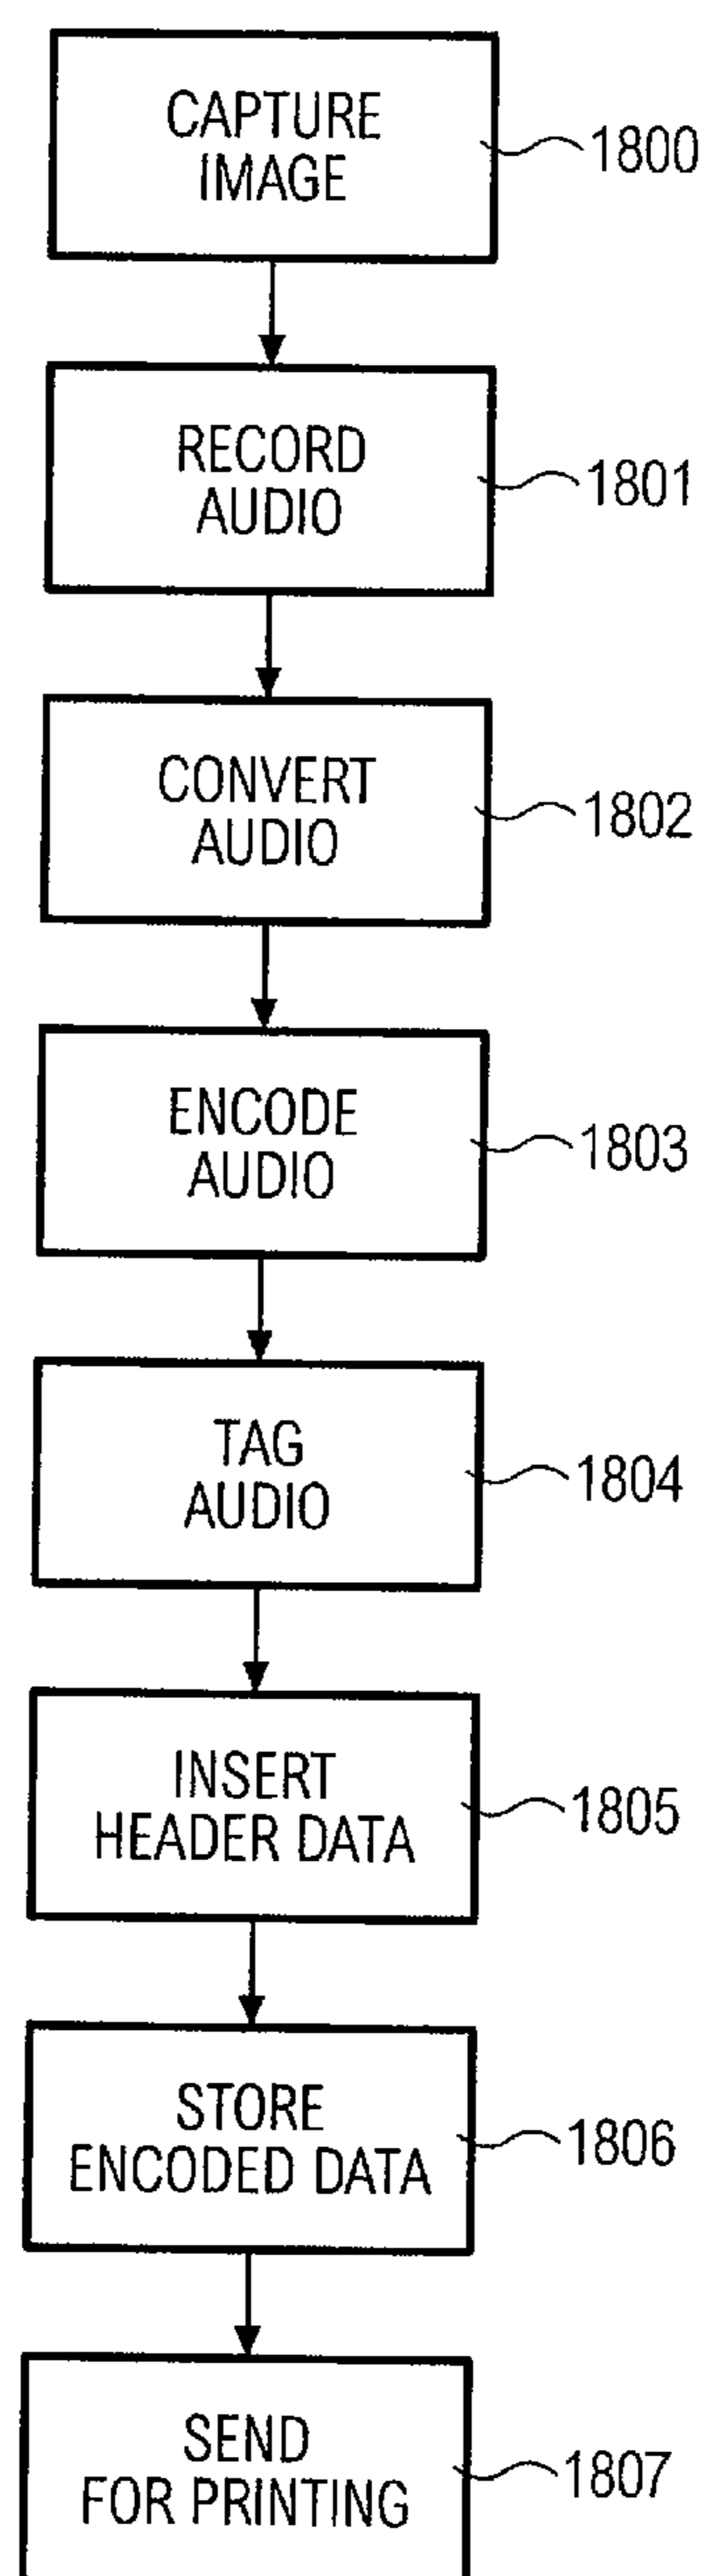 CAPTURE
IMAGE
1800
RECORD
AUDIO
1801
CONVERT
AUDIO
1802
ENCODE
AUDIO
1803
TAG
AUDIO
1804
INSERT
HEADER DATA
1805
STORE
ENCODED DATA
1806
SEND
FOR PRINTING
1807